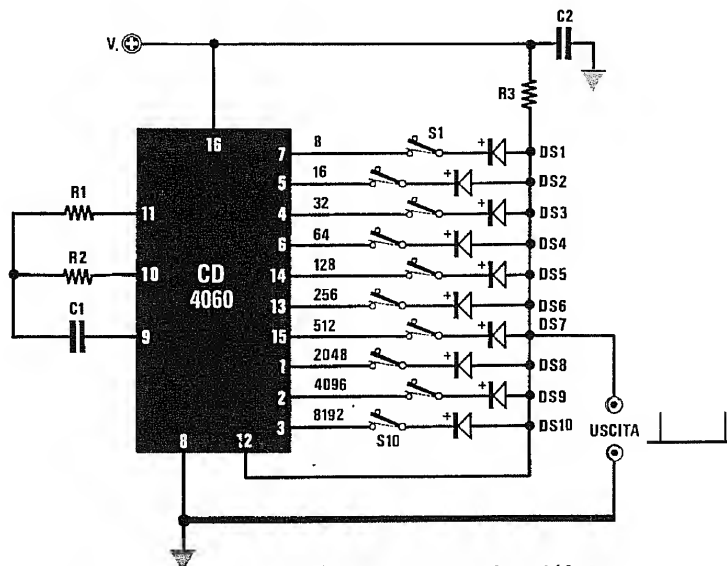 C2
V.
R3
16
7 8 S1 DS1
5 16 DS2
R1
11 4 32 DS3
6 64 DS4
R2
10 CD 14 128 DS5
4060
13 256 DS6
C1
9 15 512 DS7
1 2048 DS8
2 4096 DS9
3 8192 S10 DS10
USCITA
8 12
+ + + + + + + + + +